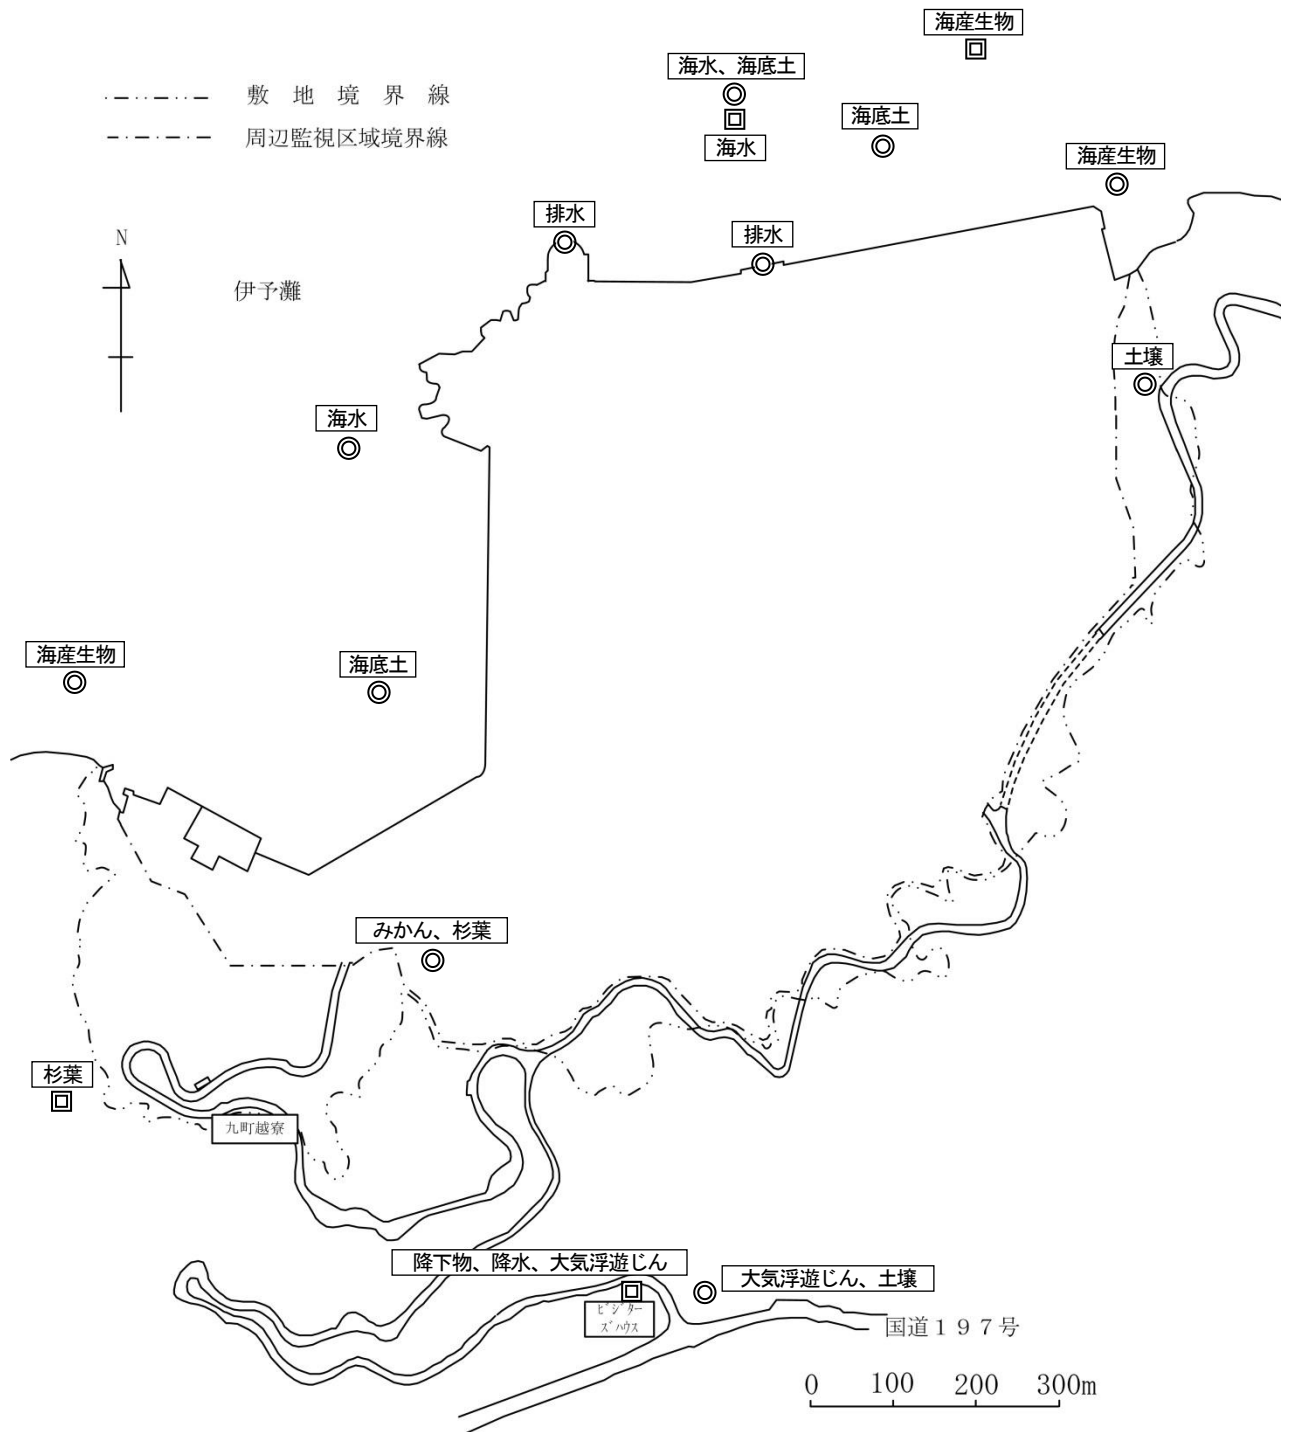 海産生物
海水、海底土
敷地境界線
海底土
周辺監視区域境界線
海水
海産生物
排水
排水
N
伊予灘
土壌
海水
海産生物
海底土
みかん、杉葉
杉葉
九町越寮
降下物、降水、大気浮遊じん
大気浮遊じん、土壌
ビジター
ズハウス
国道197号
0 100 200 300m